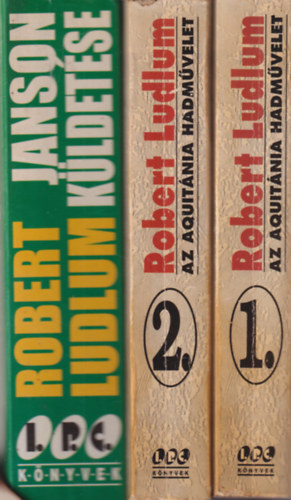 ROBERT JANSON
LUDLUM KÜLDETÉSE
I.P.C.
KÖNYVEK
Robert Ludlum
AZ AQUITÁNIA HADMŰVELET
2.
I.P.C.
KÖNYVEK
Robert Ludlum
AZ AQUITÁNIA HADMŰVELET
1.
I.P.C.
KÖNYVEK